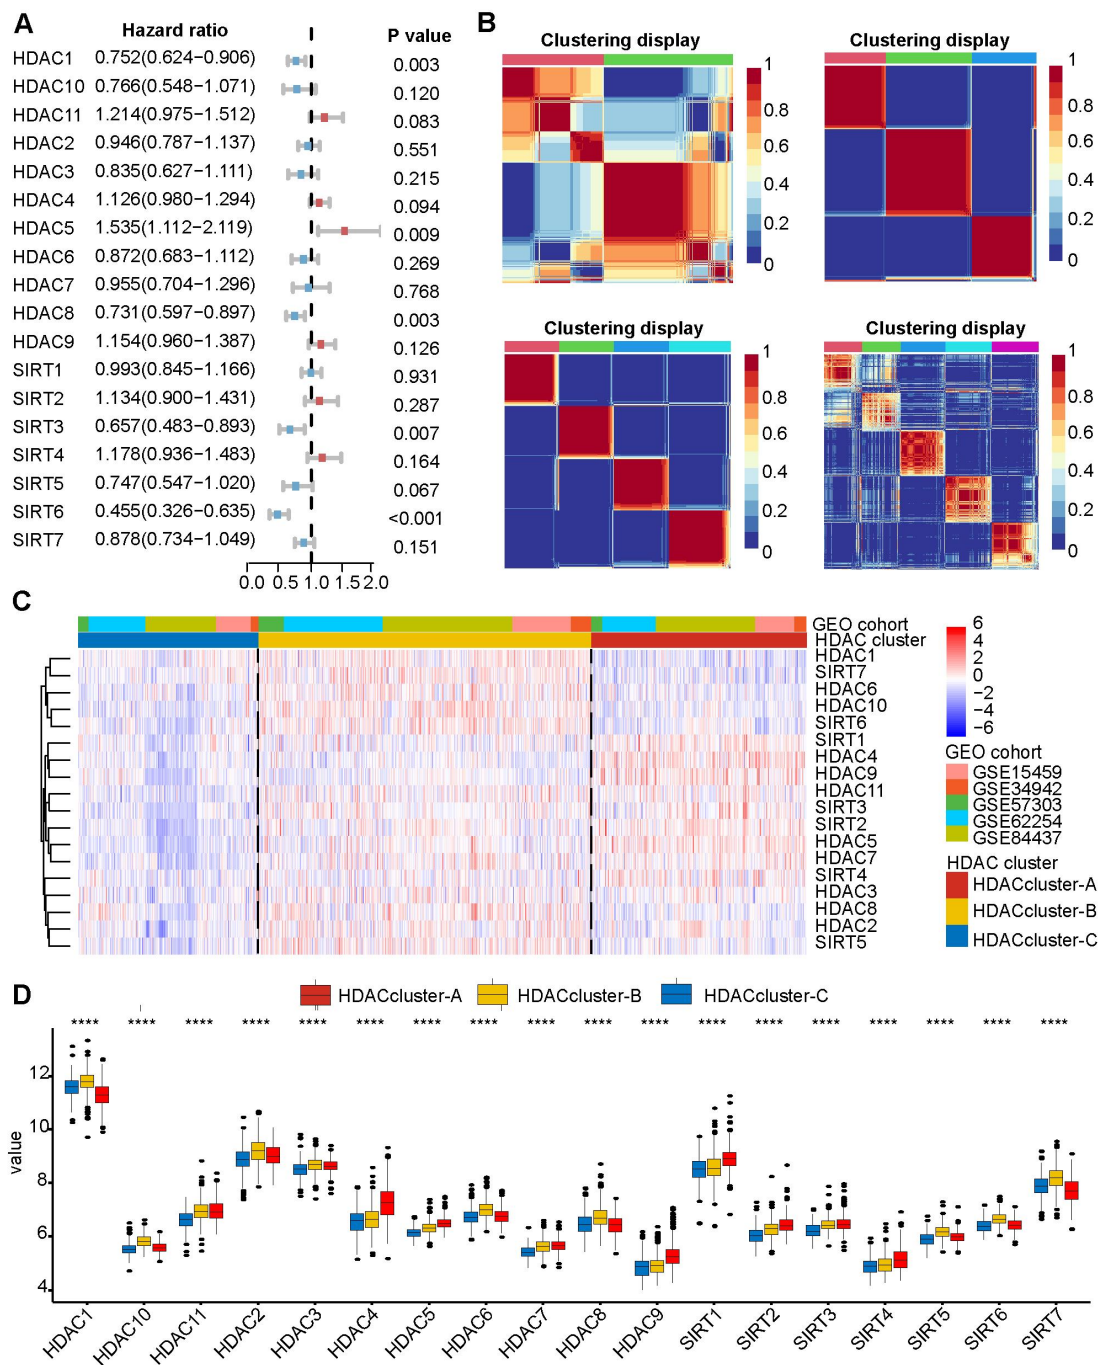 A
Hazard ratio
P value
HDAC1 0.752(0.624−0.906) 0.003
HDAC10 0.766(0.548−1.071) 0.120
HDAC11 1.214(0.975−1.512) 0.083
HDAC2 0.946(0.787−1.137) 0.551
HDAC3 0.835(0.627−1.111) 0.215
HDAC4 1.126(0.980−1.294) 0.094
HDAC5 1.535(1.112−2.119) 0.009
HDAC6 0.872(0.683−1.112) 0.269
HDAC7 0.955(0.704−1.296) 0.768
HDAC8 0.731(0.597−0.897) 0.003
HDAC9 1.154(0.960−1.387) 0.126
SIRT1 0.993(0.845−1.166) 0.931
SIRT2 1.134(0.900−1.431) 0.287
SIRT3 0.657(0.483−0.893) 0.007
SIRT4 1.178(0.936−1.483) 0.164
SIRT5 0.747(0.547−1.020) 0.067
SIRT6 0.455(0.326−0.635) <0.001
SIRT7 0.878(0.734−1.049) 0.151
0.0 0.5 1.0 1.5 2.0
B
Clustering display
1
0.8
0.6
0.4
0.2
0
Clustering display
1
0.8
0.6
0.4
0.2
0
Clustering display
1
0.8
0.6
0.4
0.2
0
Clustering display
1
0.8
0.6
0.4
0.2
0
C
GEO cohort
HDAC cluster
HDAC1
SIRT7
HDAC6
HDAC10
SIRT6
SIRT1
HDAC4
HDAC9
HDAC11
SIRT3
SIRT2
HDAC5
HDAC7
SIRT4
HDAC3
HDAC8
HDAC2
SIRT5
6
4
2
0
−2
−4
−6
GEO cohort
GSE15459
GSE34942
GSE57303
GSE62254
GSE84437
HDAC cluster
HDACcluster-A
HDACcluster-B
HDACcluster-C
D
HDACcluster-A HDACcluster-B HDACcluster-C
**** **** **** **** **** **** **** **** **** **** **** **** **** **** **** **** **** ****
value
12
10
8
6
4
HDAC1 HDAC10 HDAC11 HDAC2 HDAC3 HDAC4 HDAC5 HDAC6 HDAC7 HDAC8 HDAC9 SIRT1 SIRT2 SIRT3 SIRT4 SIRT5 SIRT6 SIRT7